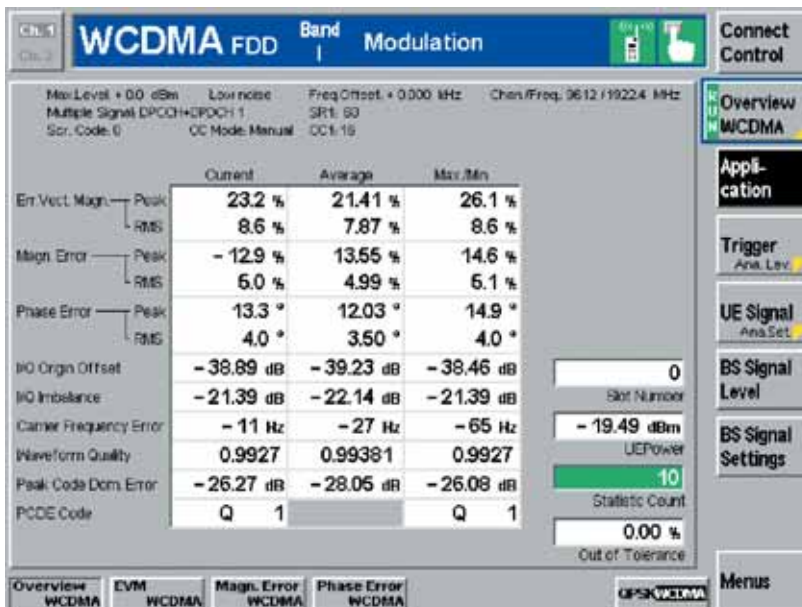 Ch. 1
WCDMA FDD Band I Modulation
Connect Control
Max.Level: + 0.0 dBm Low noise Freq.Offset: + 0.000 kHz Chan./Freq.: 9612 / 1922.4 MHz
Multiple Signal: DPCCH+DPDCH 1 SR1: 60
Scr. Code: 0 CC Mode: Manual CC1: 16
RUN
Overview WCDMA
Appli-cation
Trigger
Ana. Lev.
UE Signal
Ana.Set.
BS Signal Level
BS Signal Settings
Menus
Current Average Max./Min
Err.Vect. Magn. Peak 23.2 % 21.41 % 26.1 %
RMS 8.6 % 7.87 % 8.6 %
Magn. Error Peak – 12.9 % 13.55 % 14.6 %
RMS 5.0 % 4.99 % 5.1 %
Phase Error Peak 13.3 ° 12.03 ° 14.9 °
RMS 4.0 ° 3.50 ° 4.0 °
I/Q Origin Offset – 38.89 dB – 39.23 dB – 38.46 dB
I/Q Imbalance – 21.39 dB – 22.14 dB – 21.39 dB
Carrier Frequency Error – 11 Hz – 27 Hz – 65 Hz
Waveform Quality 0.9927 0.99381 0.9927
Peak Code Dom. Error – 26.27 dB – 28.05 dB – 26.08 dB
PCDE Code Q 1 Q 1
0
Slot Number
– 19.49 dBm
UEPower
10
Statistic Count
0.00 %
Out of Tolerance
Overview WCDMA
EVM WCDMA
Magn. Error WCDMA
Phase Error WCDMA
QPSK WCDMA